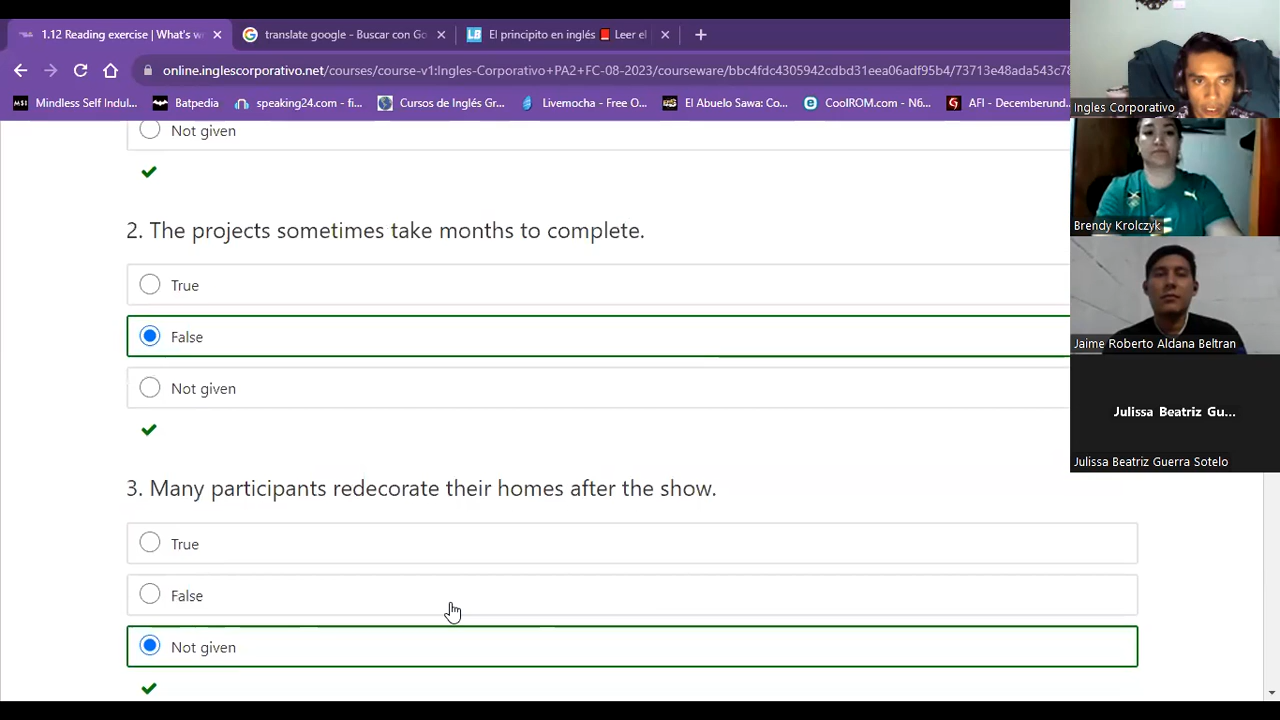 1.12 Reading exercise | What's w
translate google - Buscar con Go
LB El principito en inglés Leer el
online.inglescorporativo.net/courses/course-v1:Ingles-Corporativo+PA2+FC-08-2023/courseware/bbc4fdc4305942cdbd31eea06adf95b4/73713e48ada543c78
Mindless Self Indul...
Batpedia
speaking24.com - fi...
Cursos de Inglés Gr...
Livemocha - Free O...
El Abuelo Sawa: Co...
CoolROM.com - N6...
AFI - Decemberund...
Not given
2. The projects sometimes take months to complete.
True
False
Not given
3. Many participants redecorate their homes after the show.
True
False
Not given
Ingles Corporativo
Brendy Krolczyk
Jaime Roberto Aldana Beltran
Julissa Beatriz Gu...
Julissa Beatriz Guerra Sotelo